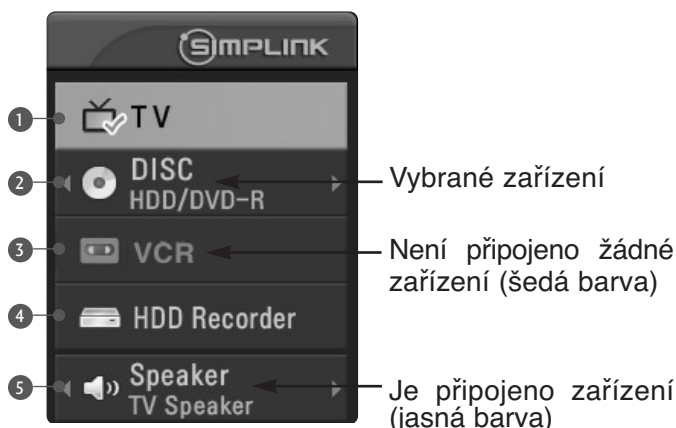 SIMPLINK
1 TV
2 DISC
HDD/DVD-R
Vybrané zařízení
3 VCR
Není připojeno žádné
zařízení (šedá barva)
4 HDD Recorder
5 Speaker
TV Speaker
Je připojeno zařízení
(jasná barva)